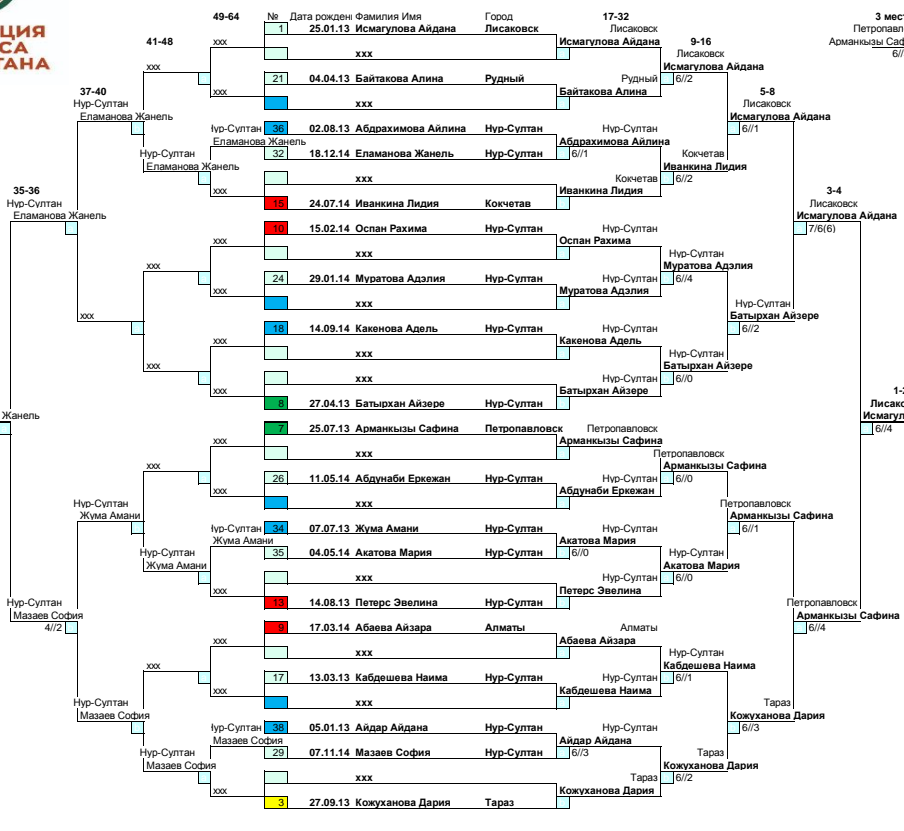 ЦИЯ
СА
ТАНА
49-64 № Дата рожден Фамилия Имя Город 17-32 3 мест
1 25.01.13 Исмагулова Айдана Лисаковск Лисаковск Петропавло
41-48 xxx Исмагулова Айдана 9-16 Арманкызы Саф
xxx Лисаковск 6//
xxx Исмагулова Айдана
21 04.04.13 Байтакова Алина Рудный Рудный 6//2
37-40 xxx Байтакова Алина 5-8
Нур-Султан xxx Лисаковск
Еламанова Жанель Исмагулова Айдана
Нур-Султан 36 02.08.13 Абдрахимова Айлина Нур-Султан Нур-Султан 6//1
Еламанова Жанель Абдрахимова Айлина
Нур-Султан 32 18.12.14 Еламанова Жанель Нур-Султан 6//1 Кокчетав
Еламанова Жанель Иванкина Лидия
xxx Кокчетав 6//2
35-36 xxx Иванкина Лидия 3-4
Нур-Султан 15 24.07.14 Иванкина Лидия Кокчетав Лисаковск
Еламанова Жанель Исмагулова Айдана
10 15.02.14 Оспан Рахима Нур-Султан Нур-Султан 7/6(6)
xxx Оспан Рахима
xxx Нур-Султан
xxx Муратова Адэлия
24 29.01.14 Муратова Адэлия Нур-Султан Нур-Султан 6//4
xxx Муратова Адэлия
xxx Нур-Султан
xxx Батырхан Айзере
18 14.09.14 Какенова Адель Нур-Султан Нур-Султан 6//2
xxx Какенова Адель
xxx Нур-Султан
xxx Батырхан Айзере
xxx Нур-Султан 6//0
xxx Батырхан Айзере 1-
8 27.04.13 Батырхан Айзере Нур-Султан Лисако
Жанель Исмагул
7 25.07.13 Арманкызы Сафина Петропавловск Петропавловск 6//4
xxx Арманкызы Сафина
xxx Петропавловск
xxx Арманкызы Сафина
26 11.05.14 Абдунаби Еркежан Нур-Султан Нур-Султан 6//0
xxx Абдунаби Еркежан
Нур-Султан xxx Петропавловск
Жума Амани Арманкызы Сафина
Нур-Султан 34 07.07.13 Жума Амани Нур-Султан Нур-Султан 6//1
Жума Амани Акатова Мария
Нур-Султан 35 04.05.14 Акатова Мария Нур-Султан 6//0 Нур-Султан
Жума Амани Акатова Мария
xxx Нур-Султан 6//0
xxx Петерс Эвелина
Нур-Султан 13 14.08.13 Петерс Эвелина Нур-Султан Петропавловск
Мазаев София Арманкызы Сафина
4//2 9 17.03.14 Абаева Айзара Алматы Алматы 6//4
xxx Абаева Айзара
xxx Нур-Султан
xxx Кабдешева Наима
17 13.03.13 Кабдешева Наима Нур-Султан Нур-Султан 6//1
xxx Кабдешева Наима
Нур-Султан xxx Тараз
Мазаев София Кожуханова Дария
Нур-Султан 38 05.01.13 Айдар Айдана Нур-Султан Нур-Султан 6//3
Мазаев София Айдар Айдана
Нур-Султан 29 07.11.14 Мазаев София Нур-Султан 6//3 Тараз
Мазаев София Кожуханова Дария
xxx Тараз 6//2
xxx Кожуханова Дария
3 27.09.13 Кожуханова Дария Тараз